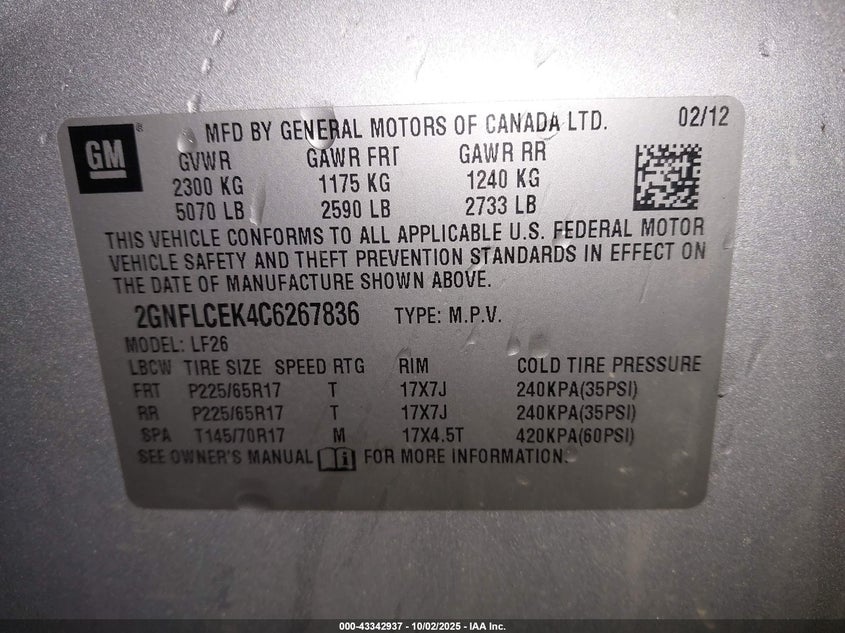 GM ® MFD BY GENERAL MOTORS OF CANADA LTD. 02/12
GVWR GAWR FRT GAWR RR
2300 KG 1175 KG 1240 KG
5070 LB 2590 LB 2733 LB
THIS VEHICLE CONFORMS TO ALL APPLICABLE U.S. FEDERAL MOTOR
VEHICLE SAFETY AND THEFT PREVENTION STANDARDS IN EFFECT ON
THE DATE OF MANUFACTURE SHOWN ABOVE.
2GNFLCEK4C6267836 TYPE: M.P.V.
MODEL: LF26
LBCW TIRE SIZE SPEED RTG RIM COLD TIRE PRESSURE
FRT P225/65R17 T 17X7J 240KPA(35PSI)
RR P225/65R17 T 17X7J 240KPA(35PSI)
SPA T145/70R17 M 17X4.5T 420KPA(60PSI)
SEE OWNER'S MANUAL i FOR MORE INFORMATION.
000-43342937 - 10/02/2025 - IAA Inc.